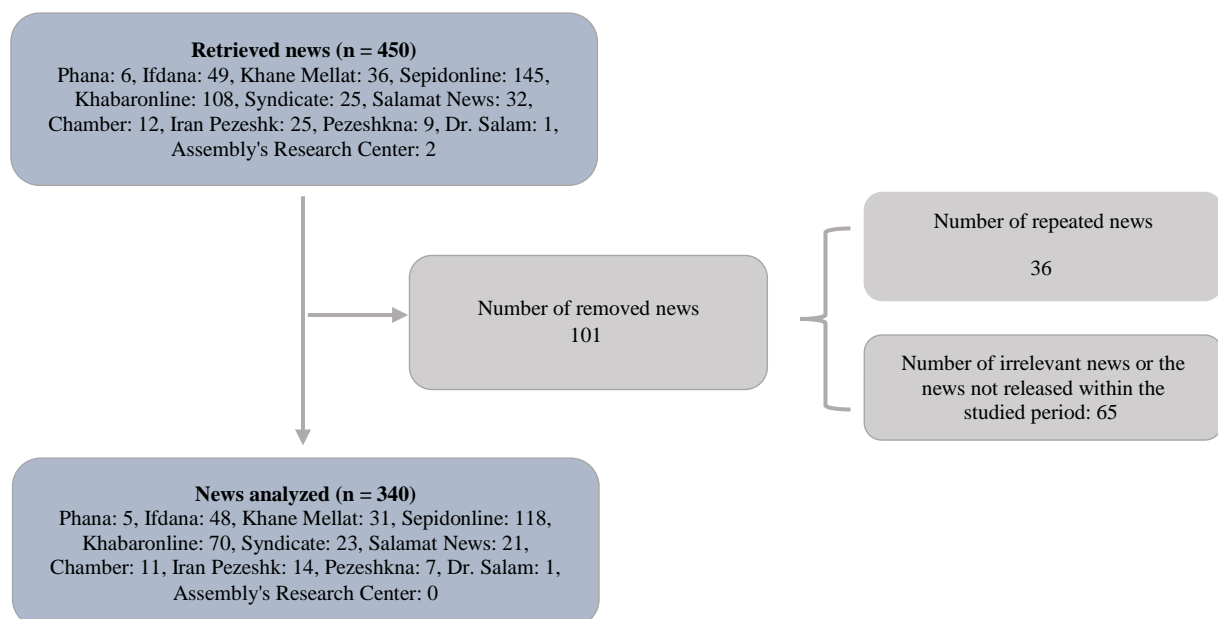 Retrieved news (n = 450)
Phana: 6, Ifdana: 49, Khane Mellat: 36, Sepidonline: 145,
Khabaronline: 108, Syndicate: 25, Salamat News: 32,
Chamber: 12, Iran Pezeshk: 25, Pezeshkna: 9, Dr. Salam: 1,
Assembly's Research Center: 2
Number of repeated news
36
Number of removed news
101
Number of irrelevant news or the
news not released within the
studied period: 65
News analyzed (n = 340)
Phana: 5, Ifdana: 48, Khane Mellat: 31, Sepidonline: 118,
Khabaronline: 70, Syndicate: 23, Salamat News: 21,
Chamber: 11, Iran Pezeshk: 14, Pezeshkna: 7, Dr. Salam: 1,
Assembly's Research Center: 0